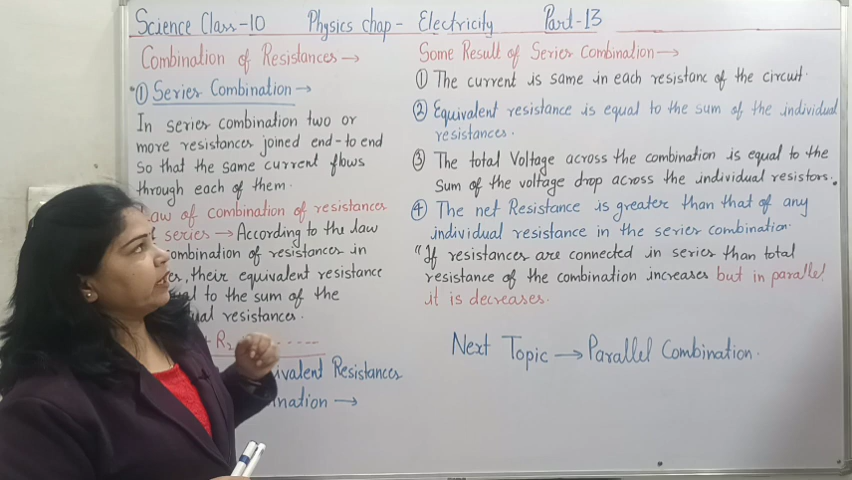 Science Class-10 Physics chap- Electricity Part-13
Combination of Resistances →
① Series Combination →
In series combination two or
more resistances joined end-to end
so that the same current flows
through each of them.
Law of combination of resistances
series → According to the law
combination of resistances in
their equivalent resistance
to the sum of the
resistances.
+ R2 ......
Resistances
→
Some Result of Series Combination →
① The current is same in each resistanc of the circuit.
② Equivalent resistance is equal to the sum of the individual
resistances.
③ The total Voltage across the combination is equal to the
sum of the voltage drop across the individual resistors.
④ The net Resistance is greater than that of any
individual resistance in the series combination.
"If resistances are connected in series than total
resistance of the combination increases but in parallel
it is decreases.
Next Topic → Parallel Combination.